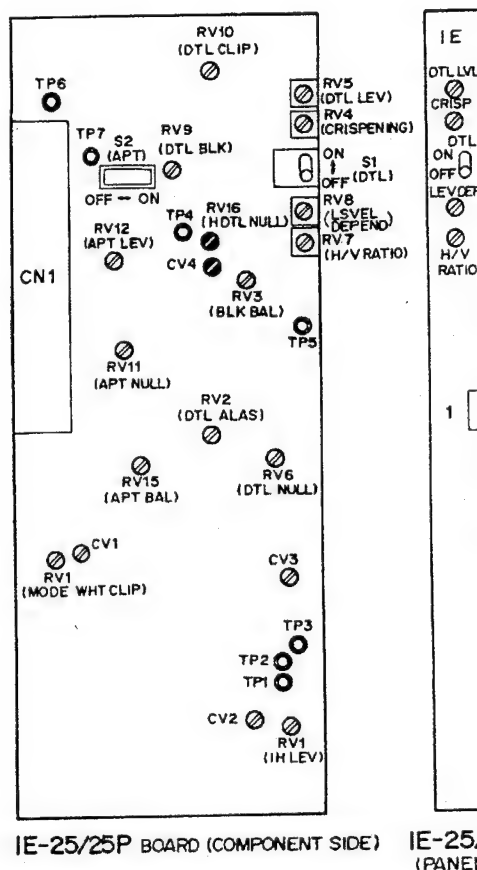 RV10
(DTL CLIP)
TP6
RV5
(DTL LEV)
RV4
(CRISPENING)
TP7
S2
(APT)
RV9
(DTL BLK)
ON
S1
OFF (DTL)
OFF ↔ ON
TP4
RV16
(HDTL NULL)
RV8
(LSVEL
DEPEND)
RV7
(H/V RATIO)
RV12
(APT LEV)
CV4
CN1
RV3
(BLK BAL)
TP5
RV11
(APT NULL)
RV2
(DTL ALAS)
RV15
(APT BAL)
RV6
(DTL NULL)
CV1
RV1
(MODE WHT CLIP)
CV3
TP3
TP2
TP1
CV2
RV1
(IH LEV)
IE-25/25P BOARD (COMPONENT SIDE)
IE
DTL LVL
CRISP
DTL
ON
OFF
LEVDEP
H/V
RATIO
1
IE-25/
(PANEL